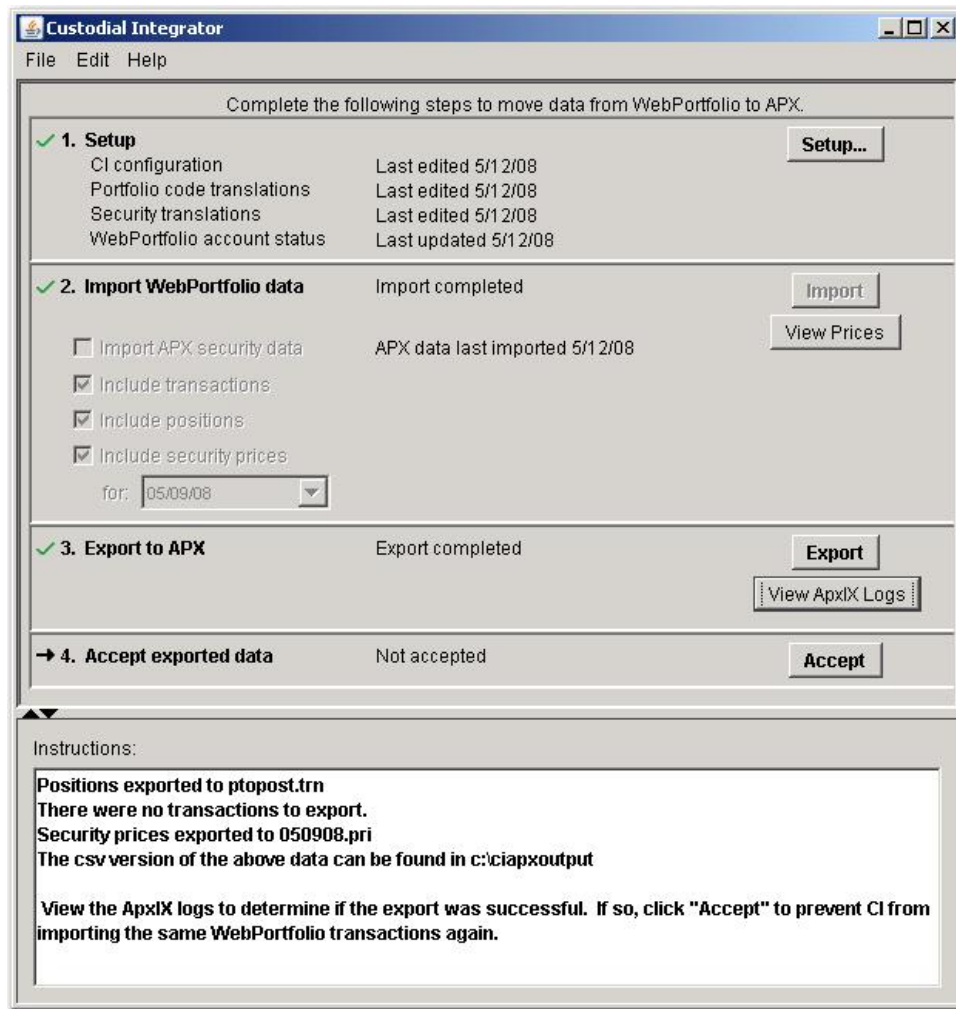 Custodial Integrator
File Edit Help
Complete the following steps to move data from WebPortfolio to APX.
1. Setup
Setup...
CI configuration Last edited 5/12/08
Portfolio code translations Last edited 5/12/08
Security translations Last edited 5/12/08
WebPortfolio account status Last updated 5/12/08
2. Import WebPortfolio data Import completed Import
View Prices
Import APX security data APX data last imported 5/12/08
Include transactions
Include positions
Include security prices
for: 05/09/08
3. Export to APX Export completed Export
View ApxIX Logs
4. Accept exported data Not accepted Accept
Instructions:
Positions exported to ptopost.trn
There were no transactions to export.
Security prices exported to 050908.pri
The csv version of the above data can be found in c:\ciapxoutput
View the ApxIX logs to determine if the export was successful. If so, click "Accept" to prevent CI from
importing the same WebPortfolio transactions again.